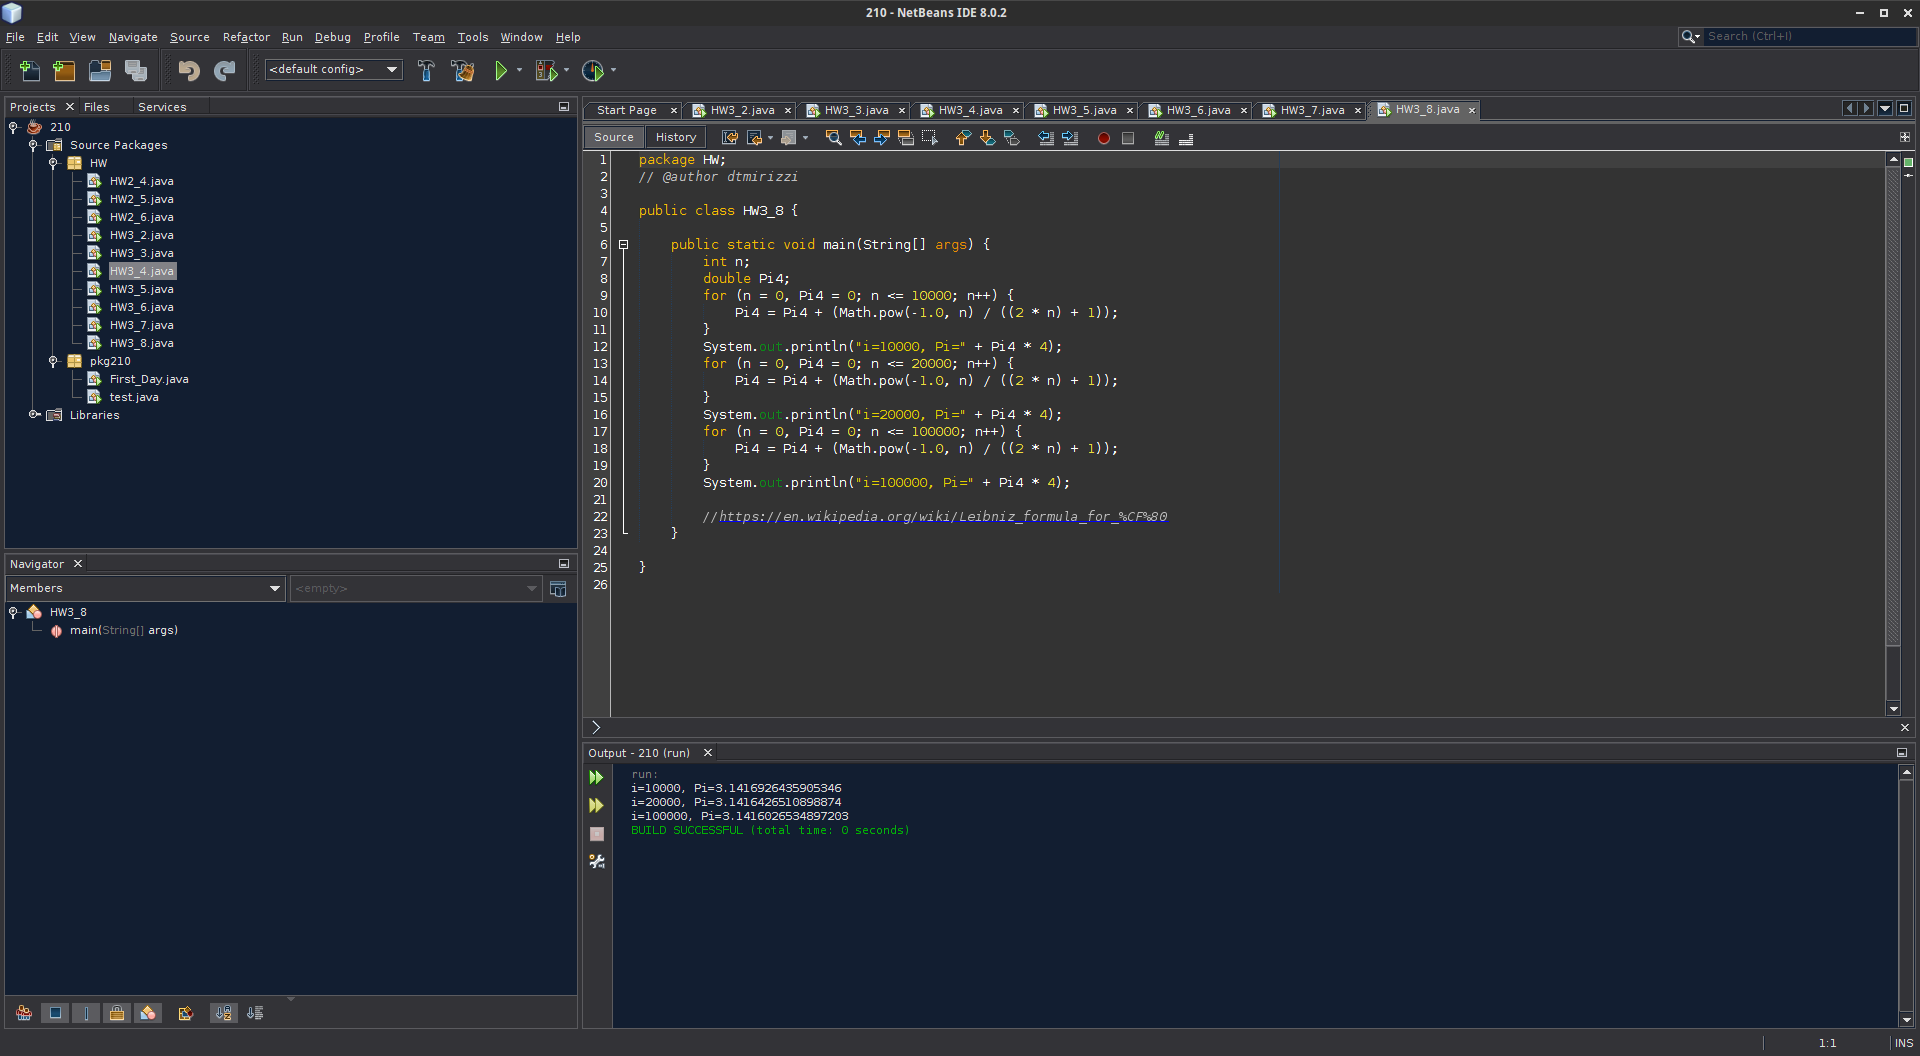 210 - NetBeans IDE 8.0.2
File Edit View Navigate Source Refactor Run Debug Profile Team Tools Window Help
Search (Ctrl+I)
<default config>
Projects Files Services
210
Source Packages
HW
HW2_4.java
HW2_5.java
HW2_6.java
HW3_2.java
HW3_3.java
HW3_4.java
HW3_5.java
HW3_6.java
HW3_7.java
HW3_8.java
pkg210
First_Day.java
test.java
Libraries
Navigator
Members <empty>
HW3_8
main(String[] args)
Start Page HW3_2.java HW3_3.java HW3_4.java HW3_5.java HW3_6.java HW3_7.java HW3_8.java
Source History
1 package HW;
2 // @author dtmirizzi
3
4 public class HW3_8 {
5
6 public static void main(String[] args) {
7 int n;
8 double Pi4;
9 for (n = 0, Pi4 = 0; n <= 10000; n++) {
10 Pi4 = Pi4 + (Math.pow(-1.0, n) / ((2 * n) + 1));
11 }
12 System.out.println("i=10000, Pi=" + Pi4 * 4);
13 for (n = 0, Pi4 = 0; n <= 20000; n++) {
14 Pi4 = Pi4 + (Math.pow(-1.0, n) / ((2 * n) + 1));
15 }
16 System.out.println("i=20000, Pi=" + Pi4 * 4);
17 for (n = 0, Pi4 = 0; n <= 100000; n++) {
18 Pi4 = Pi4 + (Math.pow(-1.0, n) / ((2 * n) + 1));
19 }
20 System.out.println("i=100000, Pi=" + Pi4 * 4);
21
22 //https://en.wikipedia.org/wiki/Leibniz_formula_for_%CF%80
23 }
24
25 }
26
Output - 210 (run)
run:
i=10000, Pi=3.1416926435905346
i=20000, Pi=3.1416426510898874
i=100000, Pi=3.1416026534897203
BUILD SUCCESSFUL (total time: 0 seconds)
1:1 INS